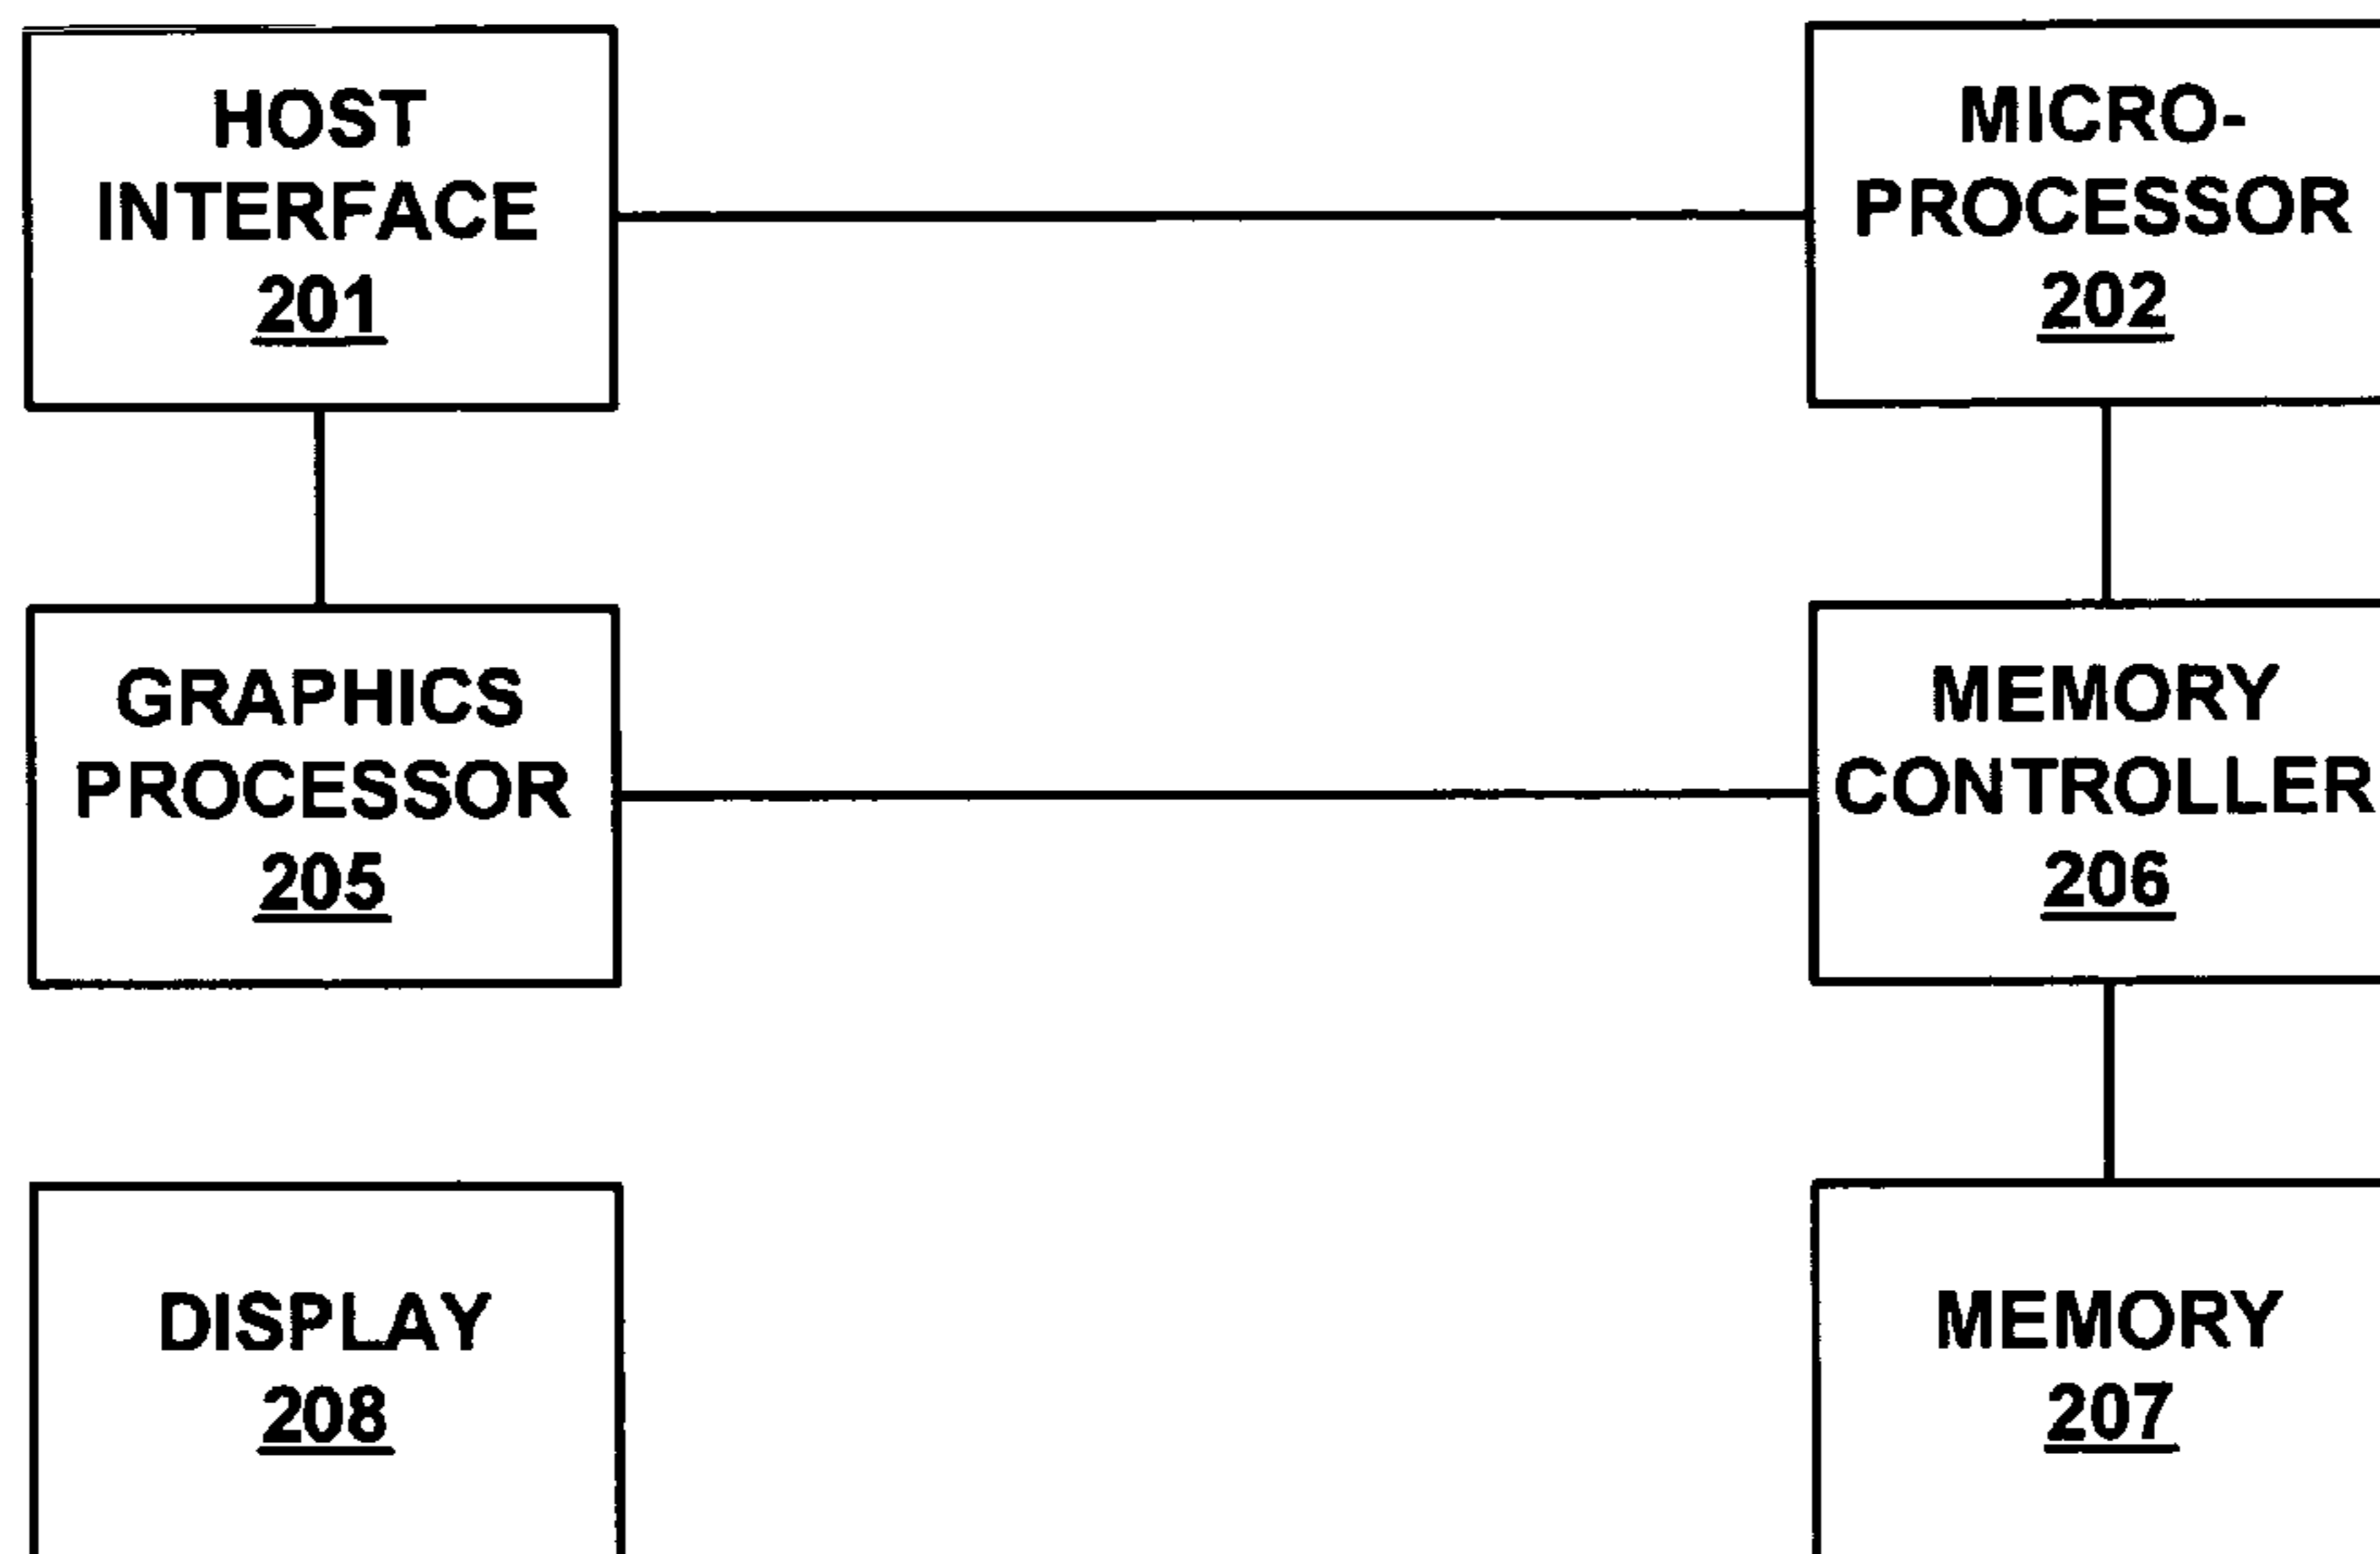 HOST
INTERFACE
201
MICRO-
PROCESSOR
202
GRAPHICS
PROCESSOR
205
MEMORY
CONTROLLER
206
DISPLAY
208
MEMORY
207